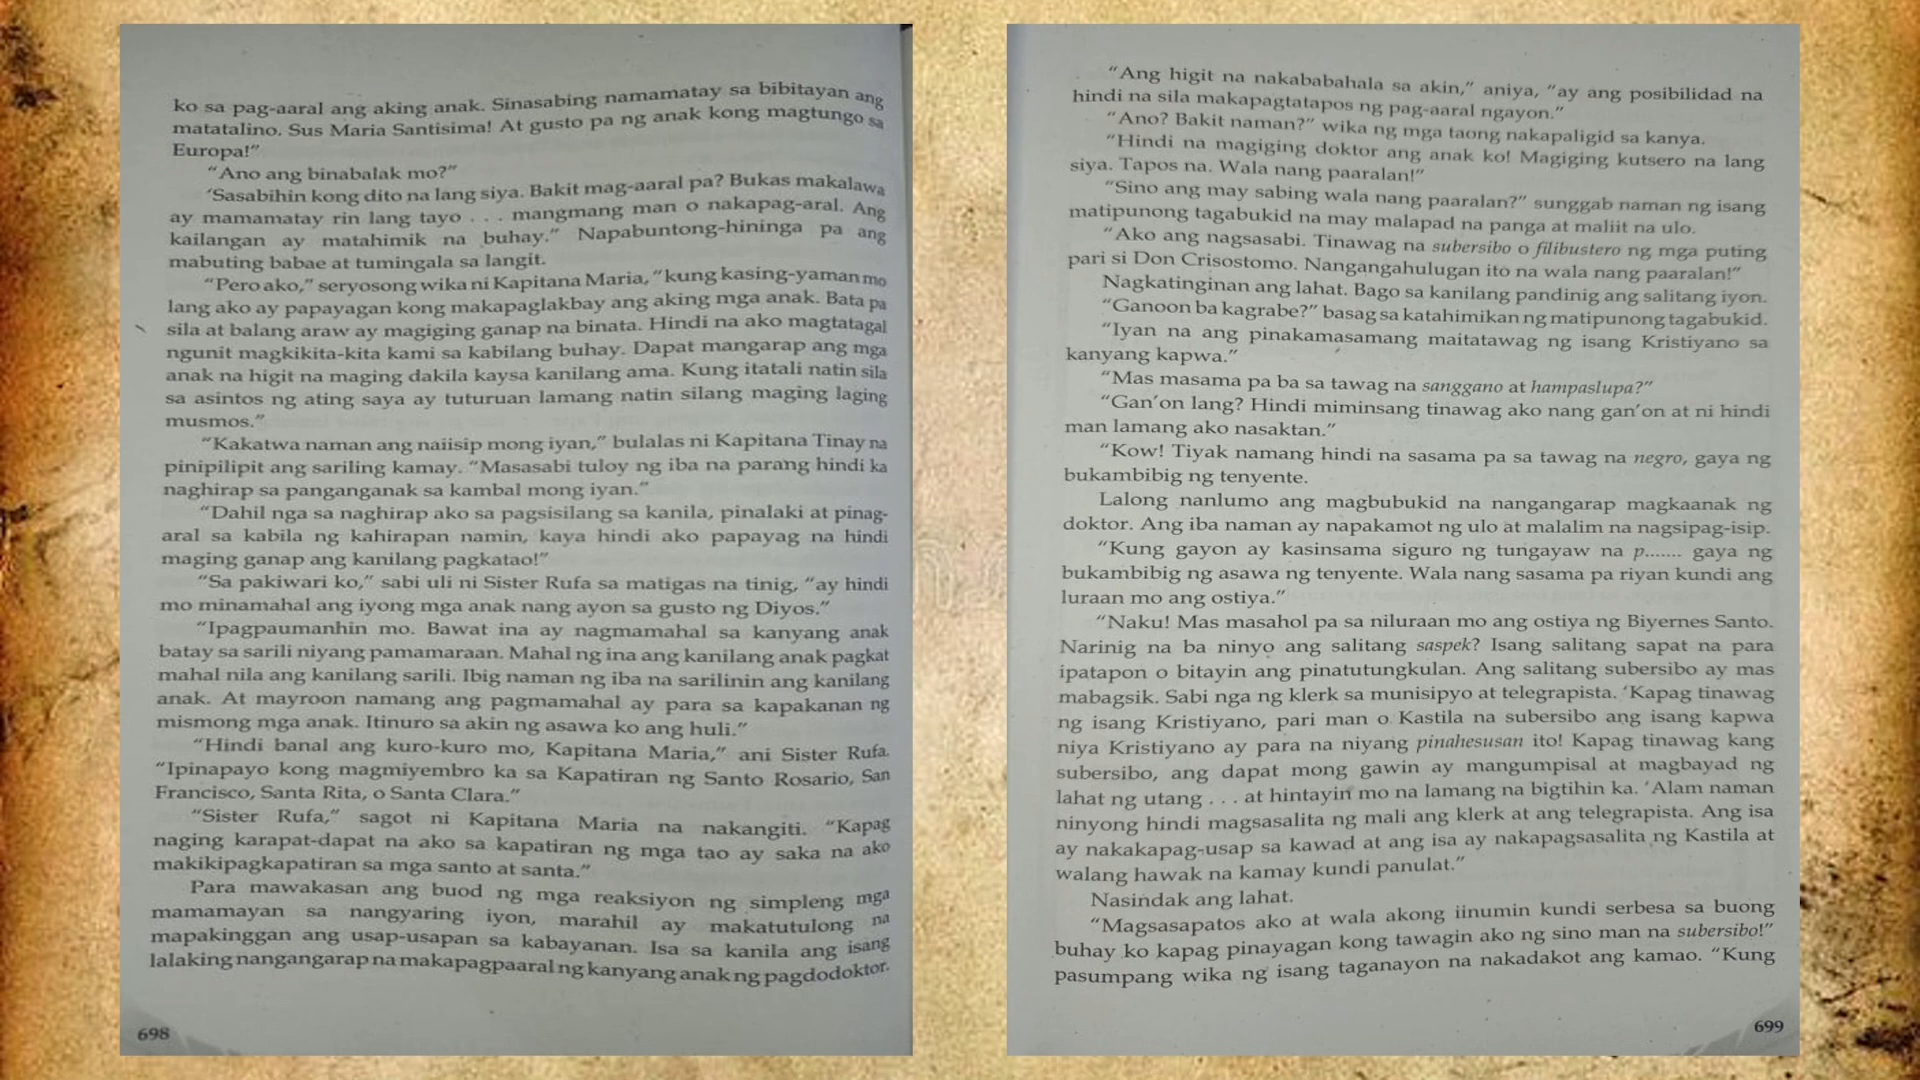 ko sa pag-aaral ang aking anak. Sinasabing namamatay sa bibitayan ang
matatalino. Sus Maria Santisima! At gusto pa ng anak kong magtungo sa
Europa!"
"Ano ang binabalak mo?"
'Sasabihin kong dito na lang siya. Bakit mag-aaral pa? Bukas makalawa
ay mamamatay rin lang tayo . . . mangmang man o nakapag-aral. Ang
kailangan ay matahimik na buhay." Napabuntong-hininga pa ang
mabuting babae at tumingala sa langit.
"Pero ako," seryosong wika ni Kapitana Maria, "kung kasing-yaman mo
lang ako ay papayagan kong makapaglakbay ang aking mga anak. Bata pa
sila at balang araw ay magiging ganap na binata. Hindi na ako magtatagal
ngunit magkikita-kita kami sa kabilang buhay. Dapat mangarap ang mga
anak na higit na maging dakila kaysa kanilang ama. Kung itatali natin sila
sa asintos ng ating saya ay tuturuan lamang natin silang maging laging
musmos."
"Kakatwa naman ang naiisip mong iyan," bulalas ni Kapitana Tinay na
pinipilipit ang sariling kamay. "Masasabi tuloy ng iba na parang hindi ka
naghirap sa panganganak sa kambal mong iyan."
"Dahil nga sa naghirap ako sa pagsisilang sa kanila, pinalaki at pinag-
aral sa kabila ng kahirapan namin, kaya hindi ako papayag na hindi
maging ganap ang kanilang pagkatao!"
"Sa pakiwari ko," sabi uli ni Sister Rufa sa matigas na tinig, "ay hindi
mo minamahal ang iyong mga anak nang ayon sa gusto ng Diyos."
"Ipagpaumanhin mo. Bawat ina ay nagmamahal sa kanyang anak
batay sa sarili niyang pamamaraan. Mahal ng ina ang kanilang anak pagkat
mahal nila ang kanilang sarili. Ibig naman ng iba na sarilinin ang kanilang
anak. At mayroon namang ang pagmamahal ay para sa kapakanan ng
mismong mga anak. Itinuro sa akin ng asawa ko ang huli."
"Hindi banal ang kuro-kuro mo, Kapitana Maria," ani Sister Rufa.
"Ipinapayo kong magmiyembro ka sa Kapatiran ng Santo Rosario, San
Francisco, Santa Rita, o Santa Clara."
"Sister Rufa," sagot ni Kapitana Maria na nakangiti. "Kapag
naging karapat-dapat na ako sa kapatiran ng mga tao ay saka na ako
makikipagkapatiran sa mga santo at santa."
Para mawakasan ang buod ng mga reaksiyon ng simpleng mga
mamamayan sa nangyaring iyon, marahil ay makatutulong na
mapakinggan ang usap-usapan sa kabayanan. Isa sa kanila ang isang
lalaking nangangarap na makapagpaaral ng kanyang anak ng pagdodoktor.
698
"Ang higit na nakababahala sa akin," aniya, "ay ang posibilidad na
hindi na sila makapagtatapos ng pag-aaral ngayon."
"Ano? Bakit naman?" wika ng mga taong nakapaligid sa kanya.
"Hindi na magiging doktor ang anak ko! Magiging kutsero na lang
siya. Tapos na. Wala nang paaralan!"
"Sino ang may sabing wala nang paaralan?" sunggab naman ng isang
matipunong tagabukid na may malapad na panga at maliit na ulo.
"Ako ang nagsasabi. Tinawag na subersibo o filibustero ng mga puting
pari si Don Crisostomo. Nangangahulugan ito na wala nang paaralan!"
Nagkatinginan ang lahat. Bago sa kanilang pandinig ang salitang iyon.
"Ganoon ba kagrabe?" basag sa katahimikan ng matipunong tagabukid.
"Iyan na ang pinakamasamang maitatawag ng isang Kristiyano sa
kanyang kapwa."
"Mas masama pa ba sa tawag na sanggano at hampaslupa?"
"Gan'on lang? Hindi miminsang tinawag ako nang gan'on at ni hindi
man lamang ako nasaktan."
"Kow! Tiyak namang hindi na sasama pa sa tawag na negro, gaya ng
bukambibig ng tenyente.
Lalong nanlumo ang magbubukid na nangangarap magkaanak ng
doktor. Ang iba naman ay napakamot ng ulo at malalim na nagsipag-isip.
"Kung gayon ay kasinsama siguro ng tungayaw na p....... gaya ng
bukambibig ng asawa ng tenyente. Wala nang sasama pa riyan kundi ang
luraan mo ang ostiya."
"Naku! Mas masahol pa sa niluraan mo ang ostiya ng Biyernes Santo.
Narinig na ba ninyo ang salitang saspek? Isang salitang sapat na para
ipatapon o bitayin ang pinatutungkulan. Ang salitang subersibo ay mas
mabagsik. Sabi nga ng klerk sa munisipyo at telegrapista. 'Kapag tinawag
ng isang Kristiyano, pari man o Kastila na subersibo ang isang kapwa
niya Kristiyano ay para na niyang pinahesusan ito! Kapag tinawag kang
subersibo, ang dapat mong gawin ay mangumpisal at magbayad ng
lahat ng utang . . . at hintayin mo na lamang na bigtihin ka. 'Alam naman
ninyong hindi magsasalita ng mali ang klerk at ang telegrapista. Ang isa
ay nakakapag-usap sa kawad at ang isa ay nakapagsasalita ng Kastila at
walang hawak na kamay kundi panulat."
Nasindak ang lahat.
"Magsasapatos ako at wala akong iinumin kundi serbesa sa buong
buhay ko kapag pinayagan kong tawagin ako ng sino man na subersibo!"
pasumpang wika ng isang taganayon na nakadakot ang kamao. "Kung
699